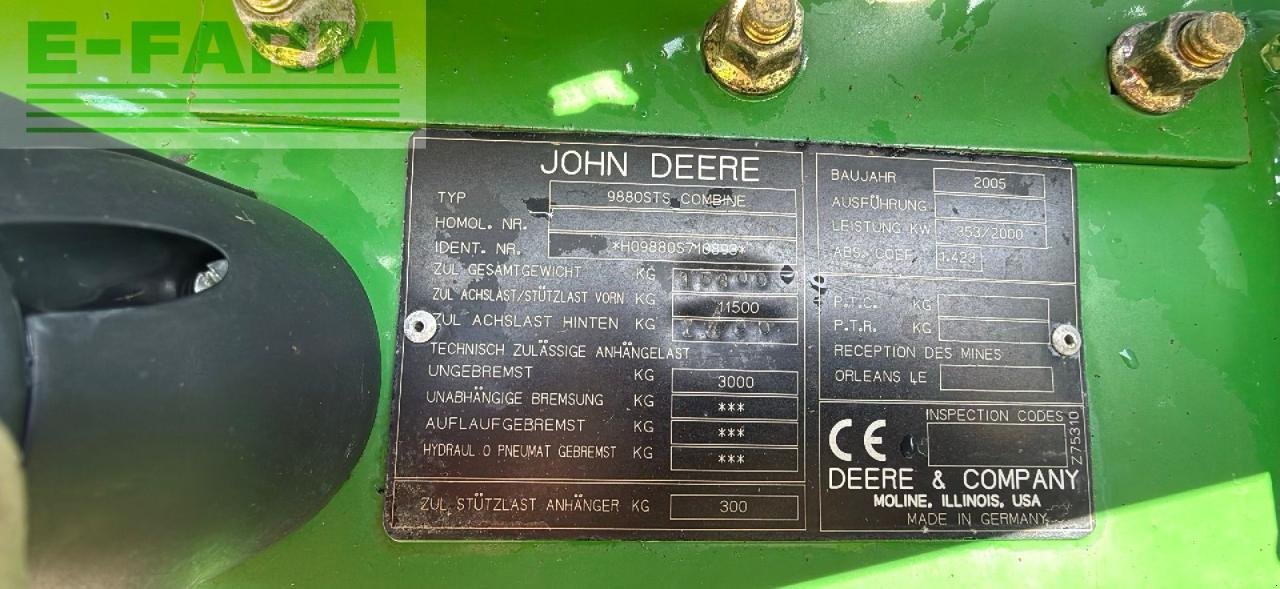 E-FARM
JOHN DEERE
TYP 9880STS COMBINE
HOMOL. NR.
IDENT. NR.
ZUL GESAMTGEWICHT KG
ZUL ACHSLAST/STÜTZLAST VORN KG 11500
ZUL ACHSLAST HINTEN KG
TECHNISCH ZULÄSSIGE ANHÄNGELAST
UNGEBREMST KG 3000
UNABHÄNGIGE BREMSUNG KG ***
AUFLAUFGEBREMST KG ***
HYDRAUL O PNEUMAT GEBREMST KG ***
ZUL STÜTZLAST ANHÄNGER KG 300
BAUJAHR 2005
AUSFÜHRUNG
LEISTUNG KW 353/2000
ABS. COEF. 1.423
P.T.C. KG
P.T.R. KG
RECEPTION DES MINES
ORLEANS LE
INSPECTION CODES
Z75310
CE
DEERE & COMPANY
MOLINE, ILLINOIS, USA
MADE IN GERMANY